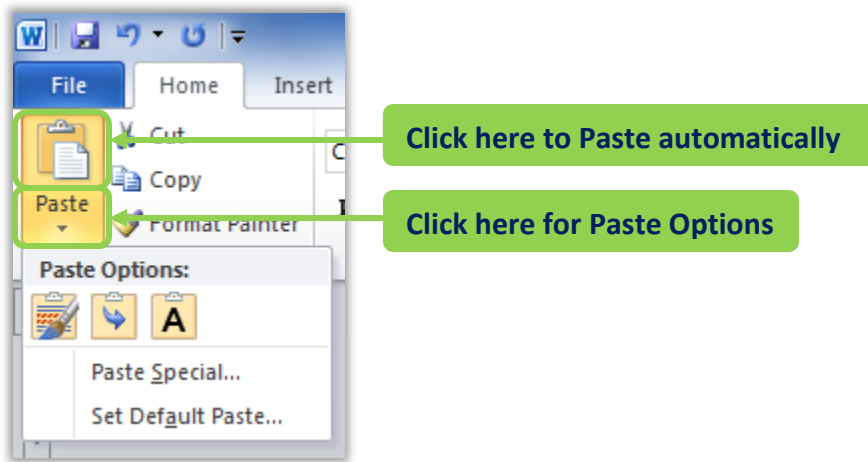 W
File Home Insert
Cut
Copy
Paste
Format Painter
Click here to Paste automatically
Click here for Paste Options
Paste Options:
A
Paste Special...
Set Default Paste...